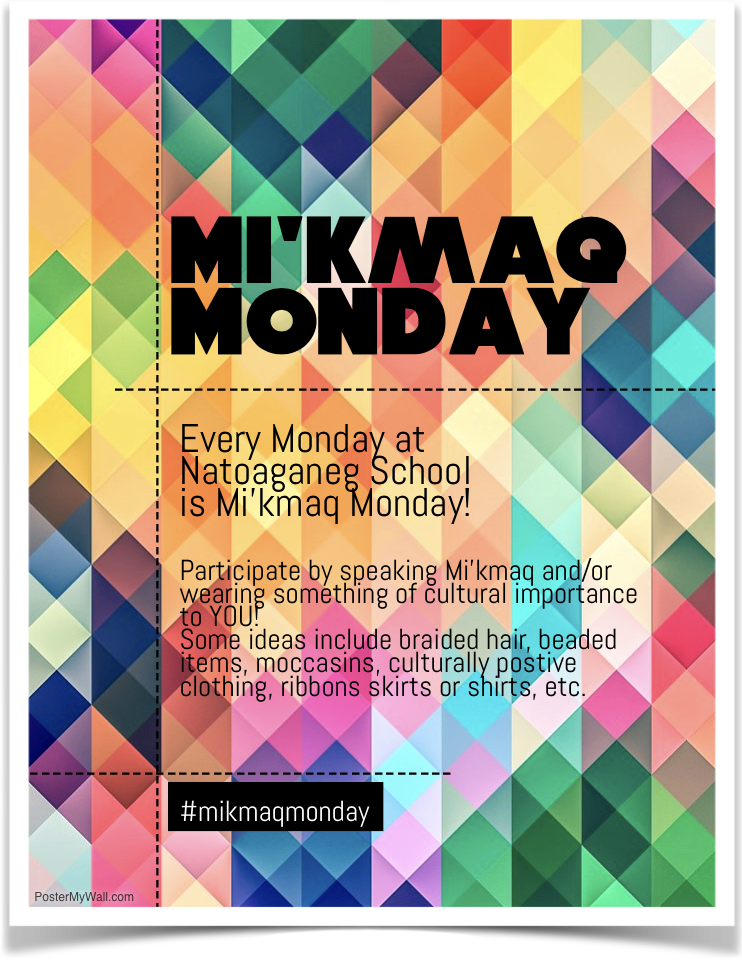 MI'KMAQ
MONDAY
Every Monday at
Natoaganeg School
is Mi'kmaq Monday!
Participate by speaking Mi'kmaq and/or
wearing something of cultural importance
to YOU!
Some ideas include braided hair, beaded
items, moccasins, culturally postive
clothing, ribbons skirts or shirts, etc.
#mikmaqmonday
PosterMyWall.com